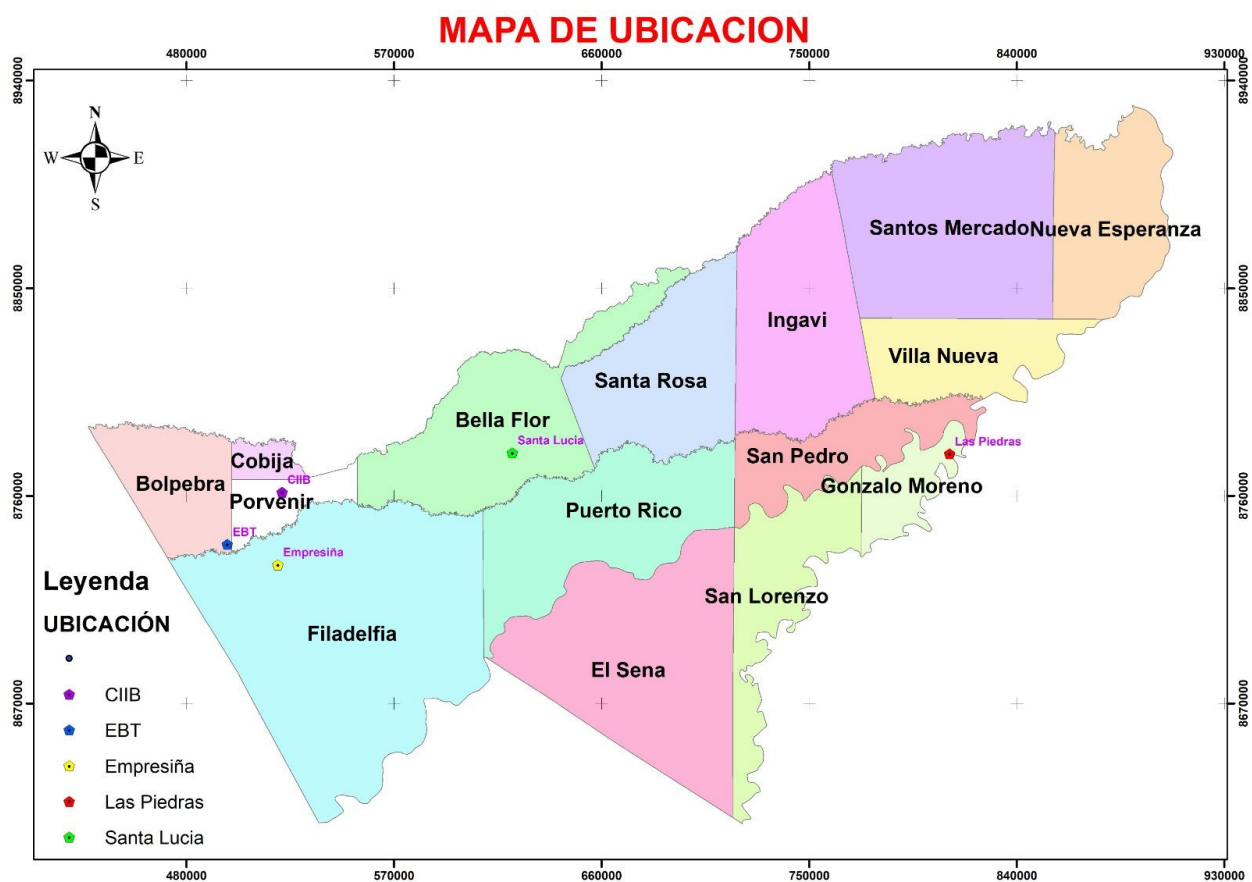 MAPA DE UBICACION
480000 570000 660000 750000 840000 930000
8940000 8940000
N
W E
S
Santos Mercado Nueva Esperanza
8850000 8850000
Ingavi
Villa Nueva
Santa Rosa
Bella Flor
Santa Lucia
Las Piedras
San Pedro
Cobija
CIIB
Bolpebra
Gonzalo Moreno
Porvenir
8760000 8760000
Puerto Rico
EBT
Empresiña
Leyenda
San Lorenzo
UBICACIÓN
Filadelfia
El Sena
CIIB
8670000 8670000
EBT
Empresiña
Las Piedras
Santa Lucia
480000 570000 660000 750000 840000 930000